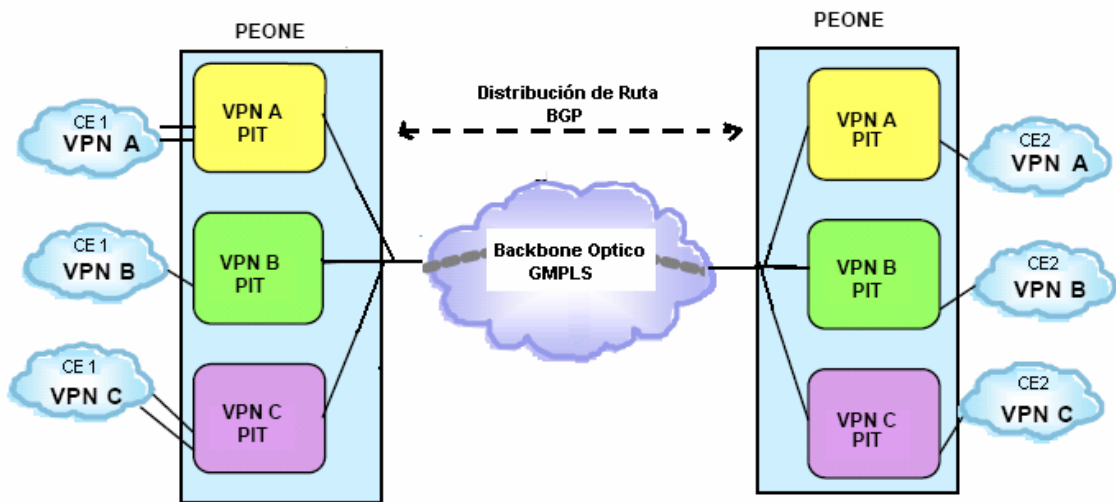 PEONE
PEONE
CE 1
VPN A
VPN A
PIT
Distribución de Ruta
BGP
VPN A
PIT
CE2
VPN A
CE 1
VPN B
VPN B
PIT
Backbone Optico
GMPLS
VPN B
PIT
CE2
VPN B
CE 1
VPN C
VPN C
PIT
VPN C
PIT
CE2
VPN C